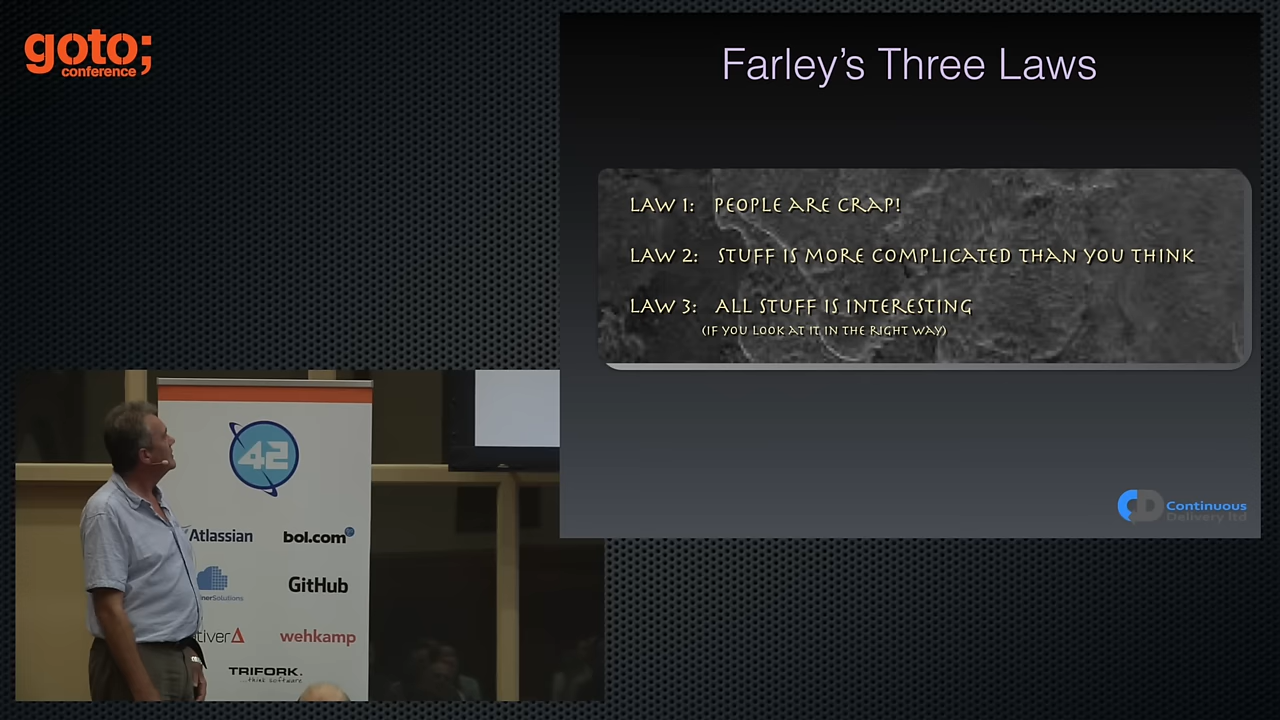 goto;
conference
Farley's Three Laws
LAW 1: PEOPLE ARE CRAP!
LAW 2: STUFF IS MORE COMPLICATED THAN YOU THINK
LAW 3: ALL STUFF IS INTERESTING
(IF YOU LOOK AT IT IN THE RIGHT WAY)
Continuous
Delivery ltd
42
Atlassian
bol.com
GitHub
wehkamp
TRIFORK.
...think software